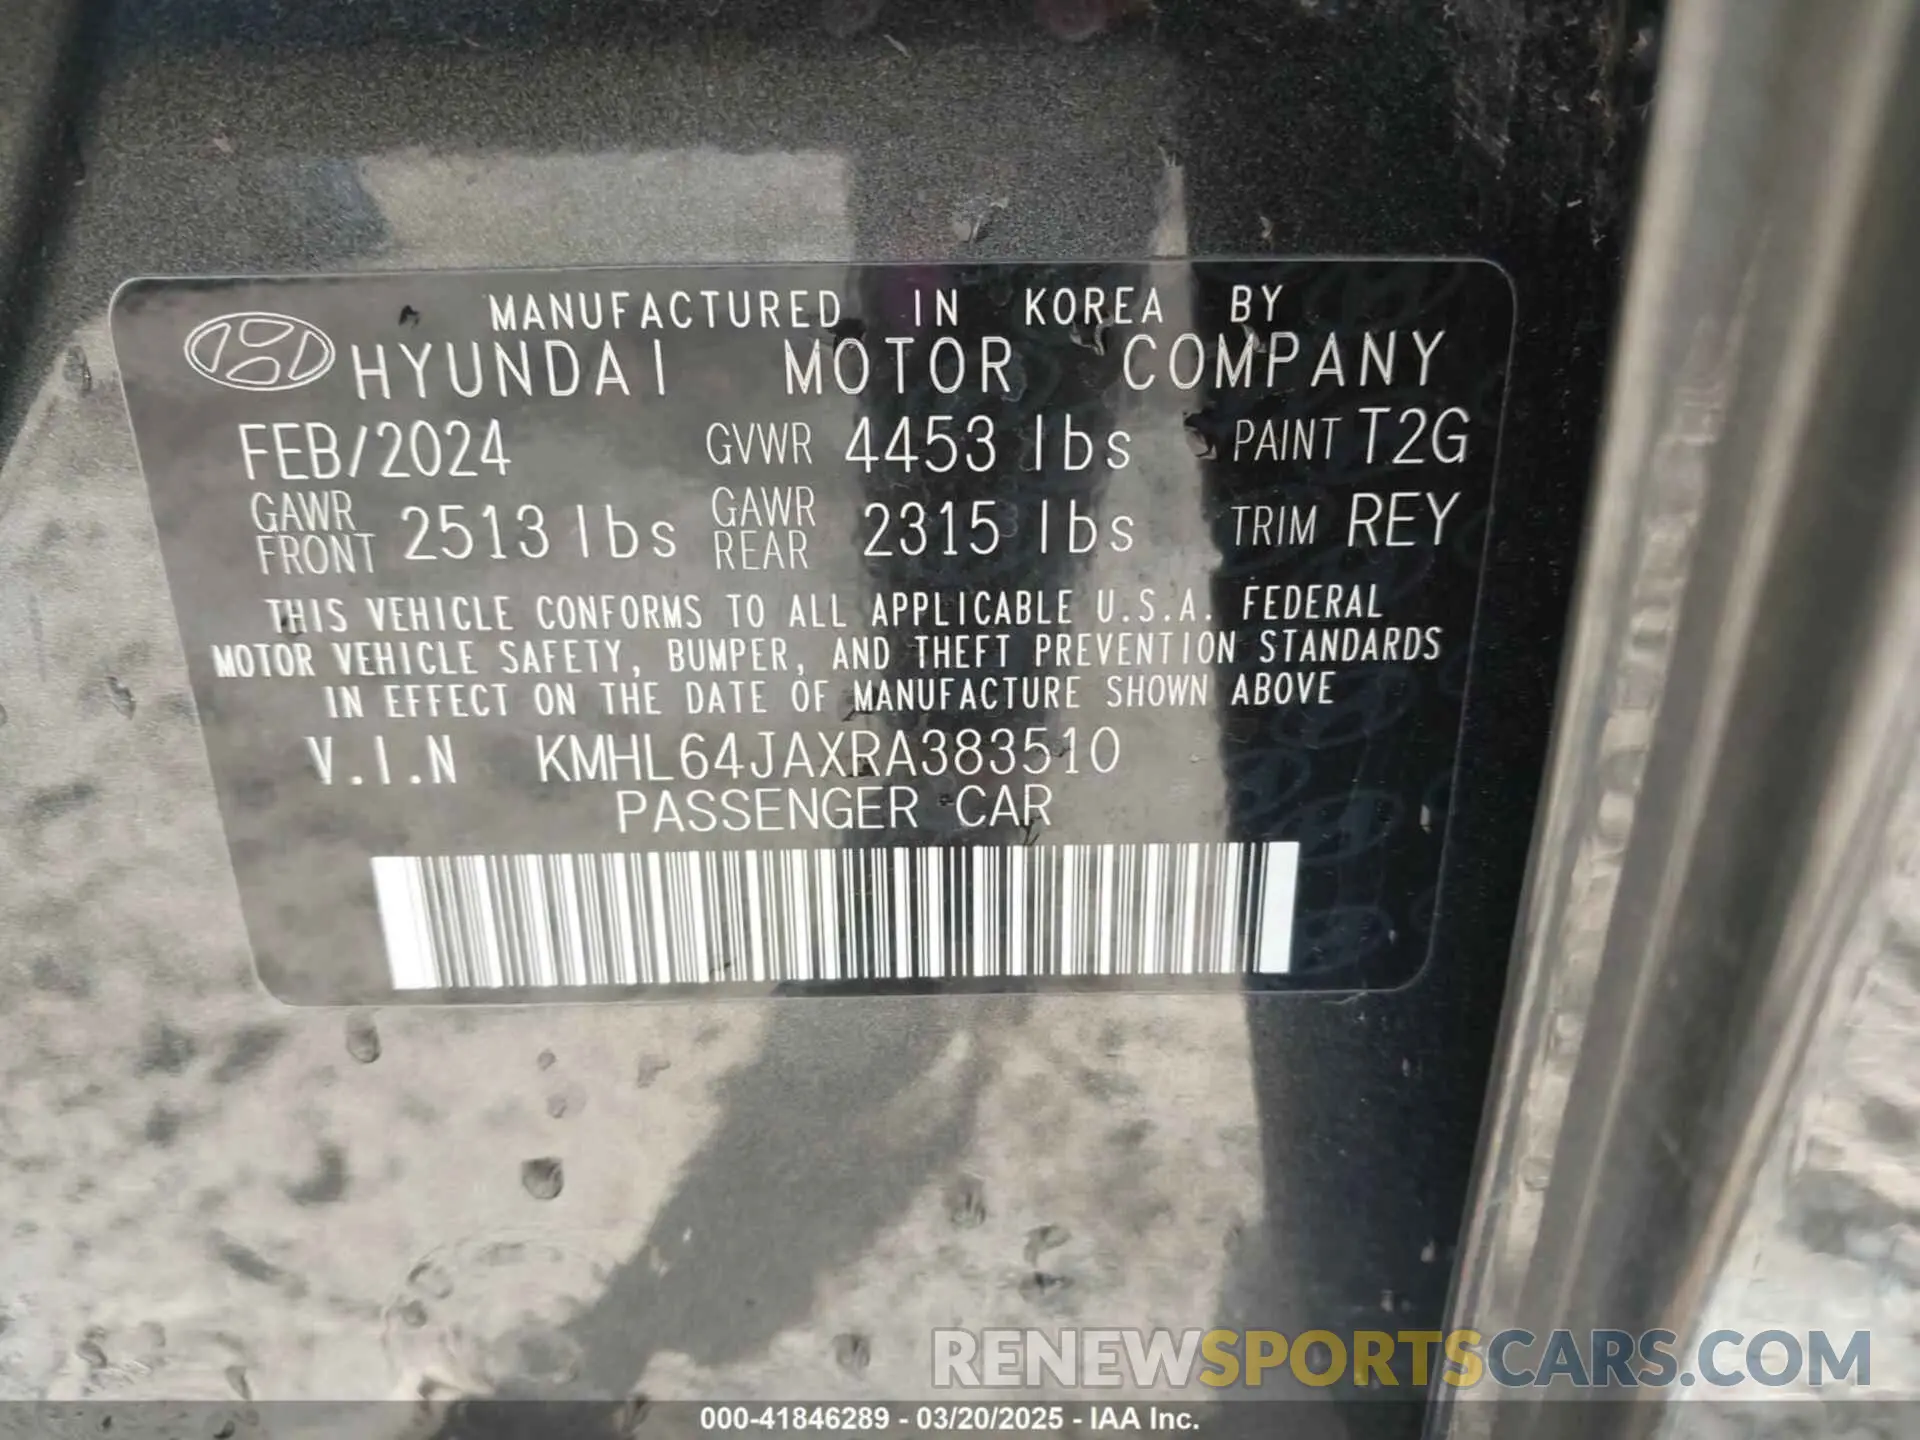 MANUFACTURED IN KOREA BY
HYUNDAI MOTOR COMPANY
FEB/2024 GVWR 4453 lbs PAINT T2G
GAWR FRONT 2513 lbs GAWR REAR 2315 lbs TRIM REY
THIS VEHICLE CONFORMS TO ALL APPLICABLE U.S.A. FEDERAL
MOTOR VEHICLE SAFETY, BUMPER, AND THEFT PREVENTION STANDARDS
IN EFFECT ON THE DATE OF MANUFACTURE SHOWN ABOVE
V.I.N KMHL64JAXRA383510
PASSENGER CAR
RENEWSPORTSCARS.COM
000-41846289 - 03/20/2025 - IAA Inc.